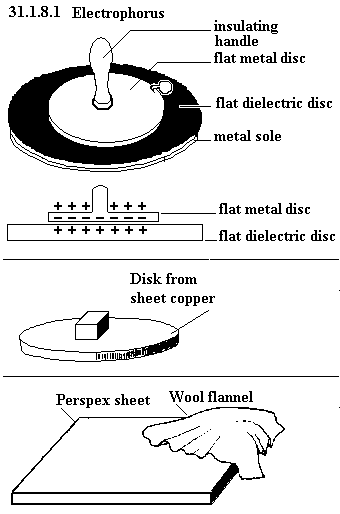 31.1.8.1 Electrophorus
insulating
handle
flat metal disc
flat dielectric disc
metal sole
+ + + + + +
flat metal disc
– – – – – – –
+ + + + + + +
flat dielectric disc
Disk from
sheet copper
Perspex sheet Wool flannel